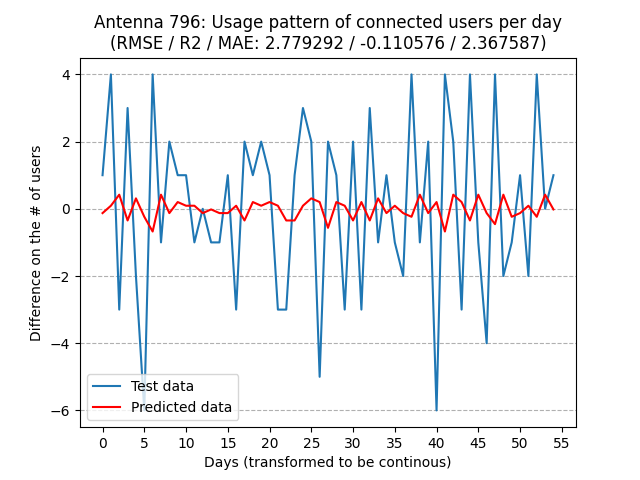 Antenna 796: Usage pattern of connected users per day
(RMSE / R2 / MAE: 2.779292 / -0.110576 / 2.367587)
Difference on the # of users
4
2
0
−2
−4
−6
Test data
Predicted data
0 5 10 15 20 25 30 35 40 45 50 55
Days (transformed to be continous)